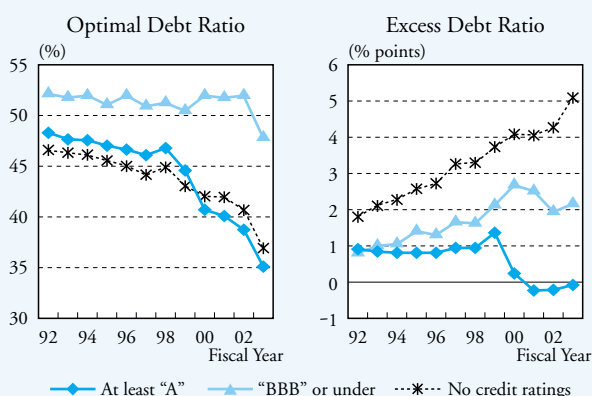 Optimal Debt Ratio
(%)
55
50
45
40
35
30
92 94 96 98 00 02
Fiscal Year
Excess Debt Ratio
(% points)
6
5
4
3
2
1
0
−1
92 94 96 98 00 02
Fiscal Year
At least “A” “BBB” or under No credit ratings